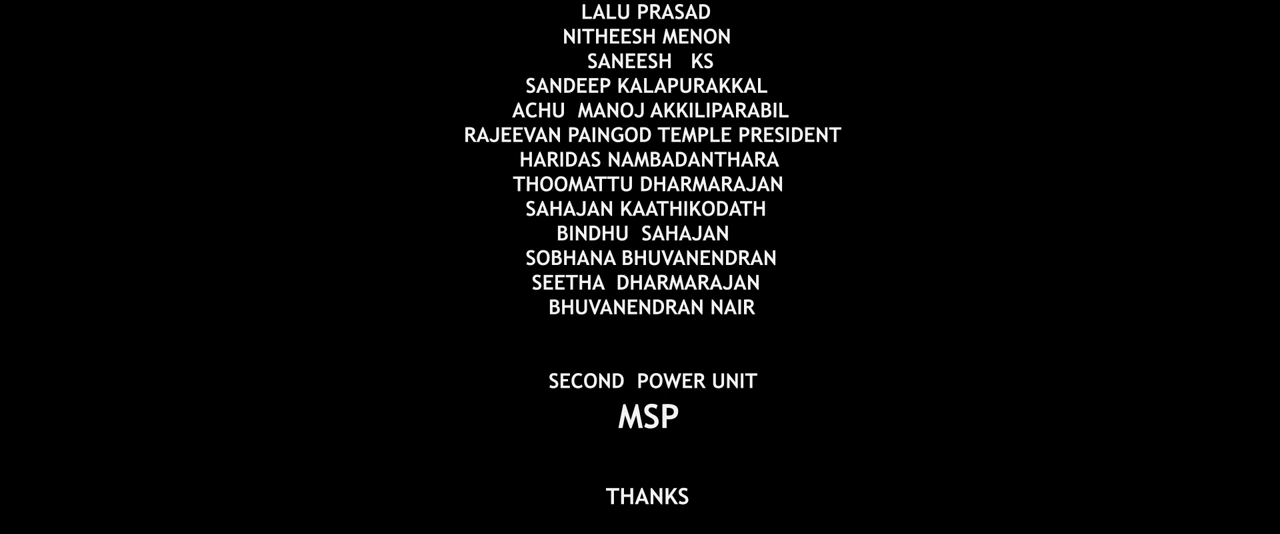 LALU PRASAD
NITHEESH MENON
SANEESH KS
SANDEEP KALAPURAKKAL
ACHU MANOJ AKKILIPARABIL
RAJEEVAN PAINGOD TEMPLE PRESIDENT
HARIDAS NAMBADANTHARA
THOOMATTU DHARMARAJAN
SAHAJAN KAATHIKODATH
BINDHU SAHAJAN
SOBHANA BHUVANENDRAN
SEETHA DHARMARAJAN
BHUVANENDRAN NAIR
SECOND POWER UNIT
MSP
THANKS